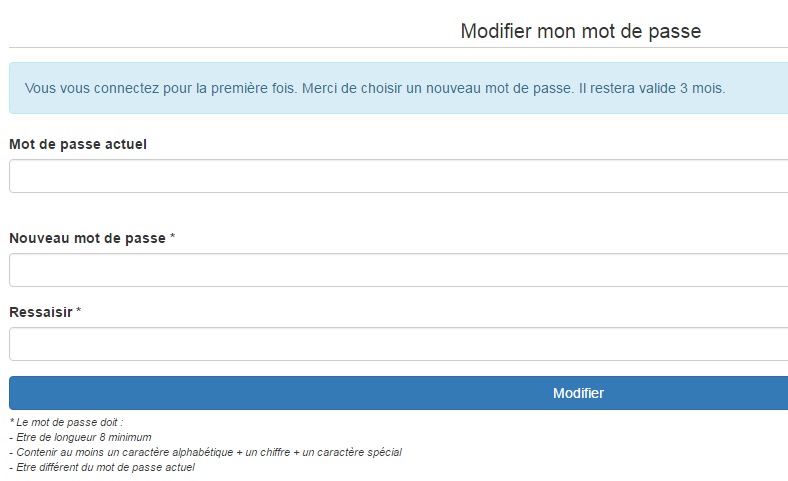 Modifier mon mot de passe
Vous vous connectez pour la première fois. Merci de choisir un nouveau mot de passe. Il restera valide 3 mois.
Mot de passe actuel
Nouveau mot de passe *
Ressaisir *
Modifier
* Le mot de passe doit :
- Etre de longueur 8 minimum
- Contenir au moins un caractère alphabétique + un chiffre + un caractère spécial
- Etre différent du mot de passe actuel